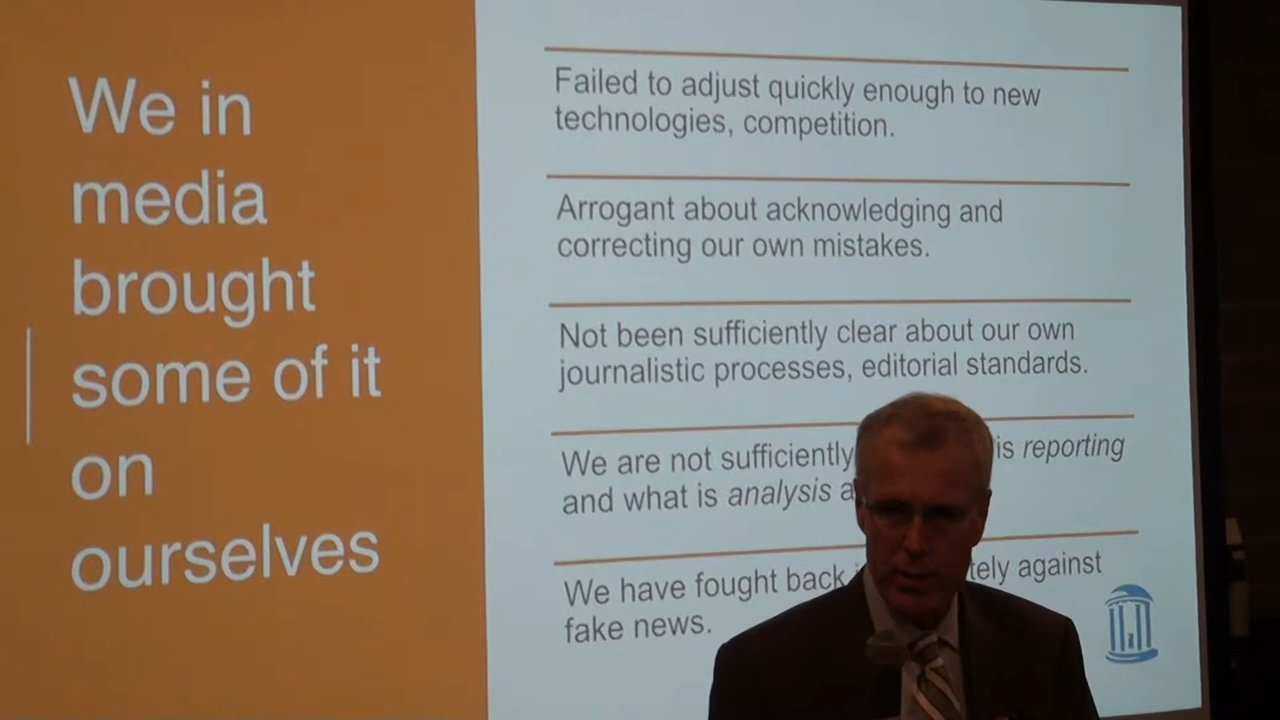 We in
media
brought
some of it
on
ourselves
Failed to adjust quickly enough to new
technologies, competition.
Arrogant about acknowledging and
correcting our own mistakes.
Not been sufficiently clear about our own
journalistic processes, editorial standards.
We are not sufficiently is reporting
and what is analysis
We have fought back against
fake news.